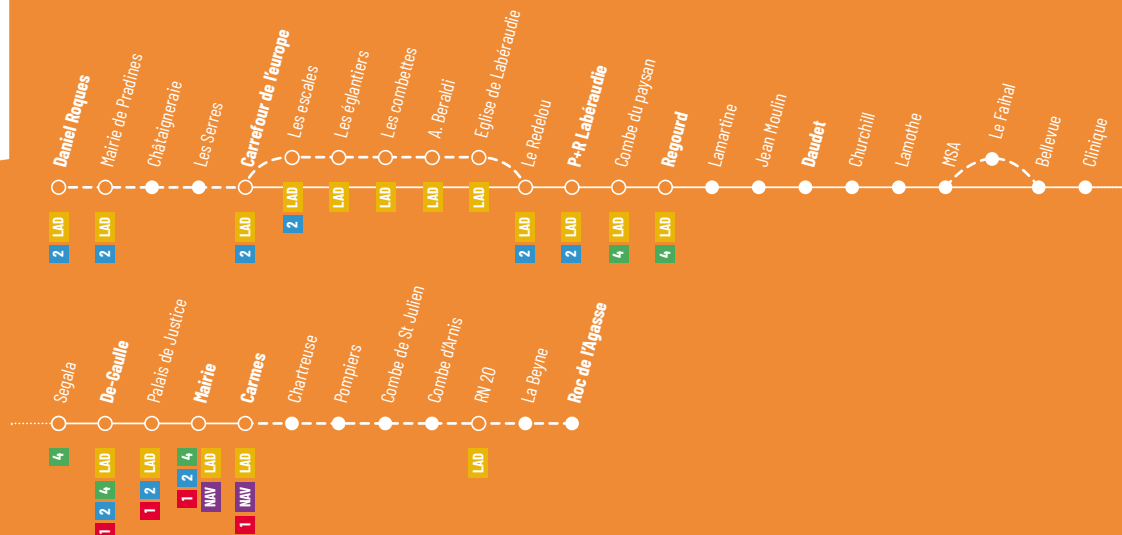 Daniel Roques
Mairie de Pradines
Châtaigneraie
Les Serres
Carrefour de l'europe
Les escales
Les églantiers
Les combettes
A. Beraldi
Eglise de Labéraudie
Le Redelou
P+R Labéraudie
Combe du paysan
Regourd
Lamartine
Jean Moulin
Daudet
Churchill
Lamothe
MSA
Le Faihal
Bellevue
Clinique
2 LAD
2 LAD
2 LAD
2 LAD
LAD
LAD
LAD
LAD
2 LAD
2 LAD
4 LAD
4 LAD
Segala
De-Gaulle
Palais de Justice
Mairie
Carmes
Chartreuse
Pompiers
Combe de St Julien
Combe d'Arnis
RN 20
La Beyne
Roc de l'Agasse
4
1 2 4 LAD
1 2 LAD
1 2 4
NAV LAD
1 NAV LAD
LAD